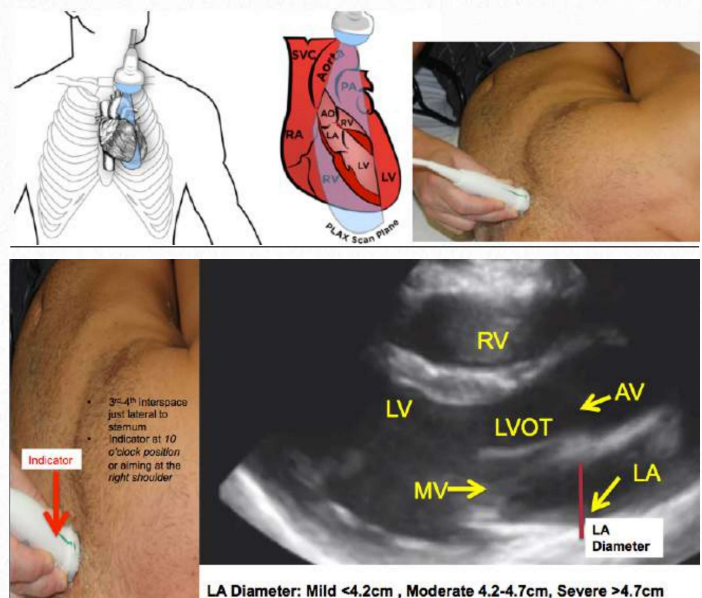 SVC
Aorta
PA
AO
RV
LA
RA
LV
RV
LV
PLAX Scan Plane
• 3rd-4th interspace
just lateral to
sternum
• Indicator at 10
o'clock position
or aiming at the
right shoulder
Indicator
RV
LV
AV
LVOT
MV
LA
LA
Diameter
LA Diameter: Mild <4.2cm , Moderate 4.2-4.7cm, Severe >4.7cm